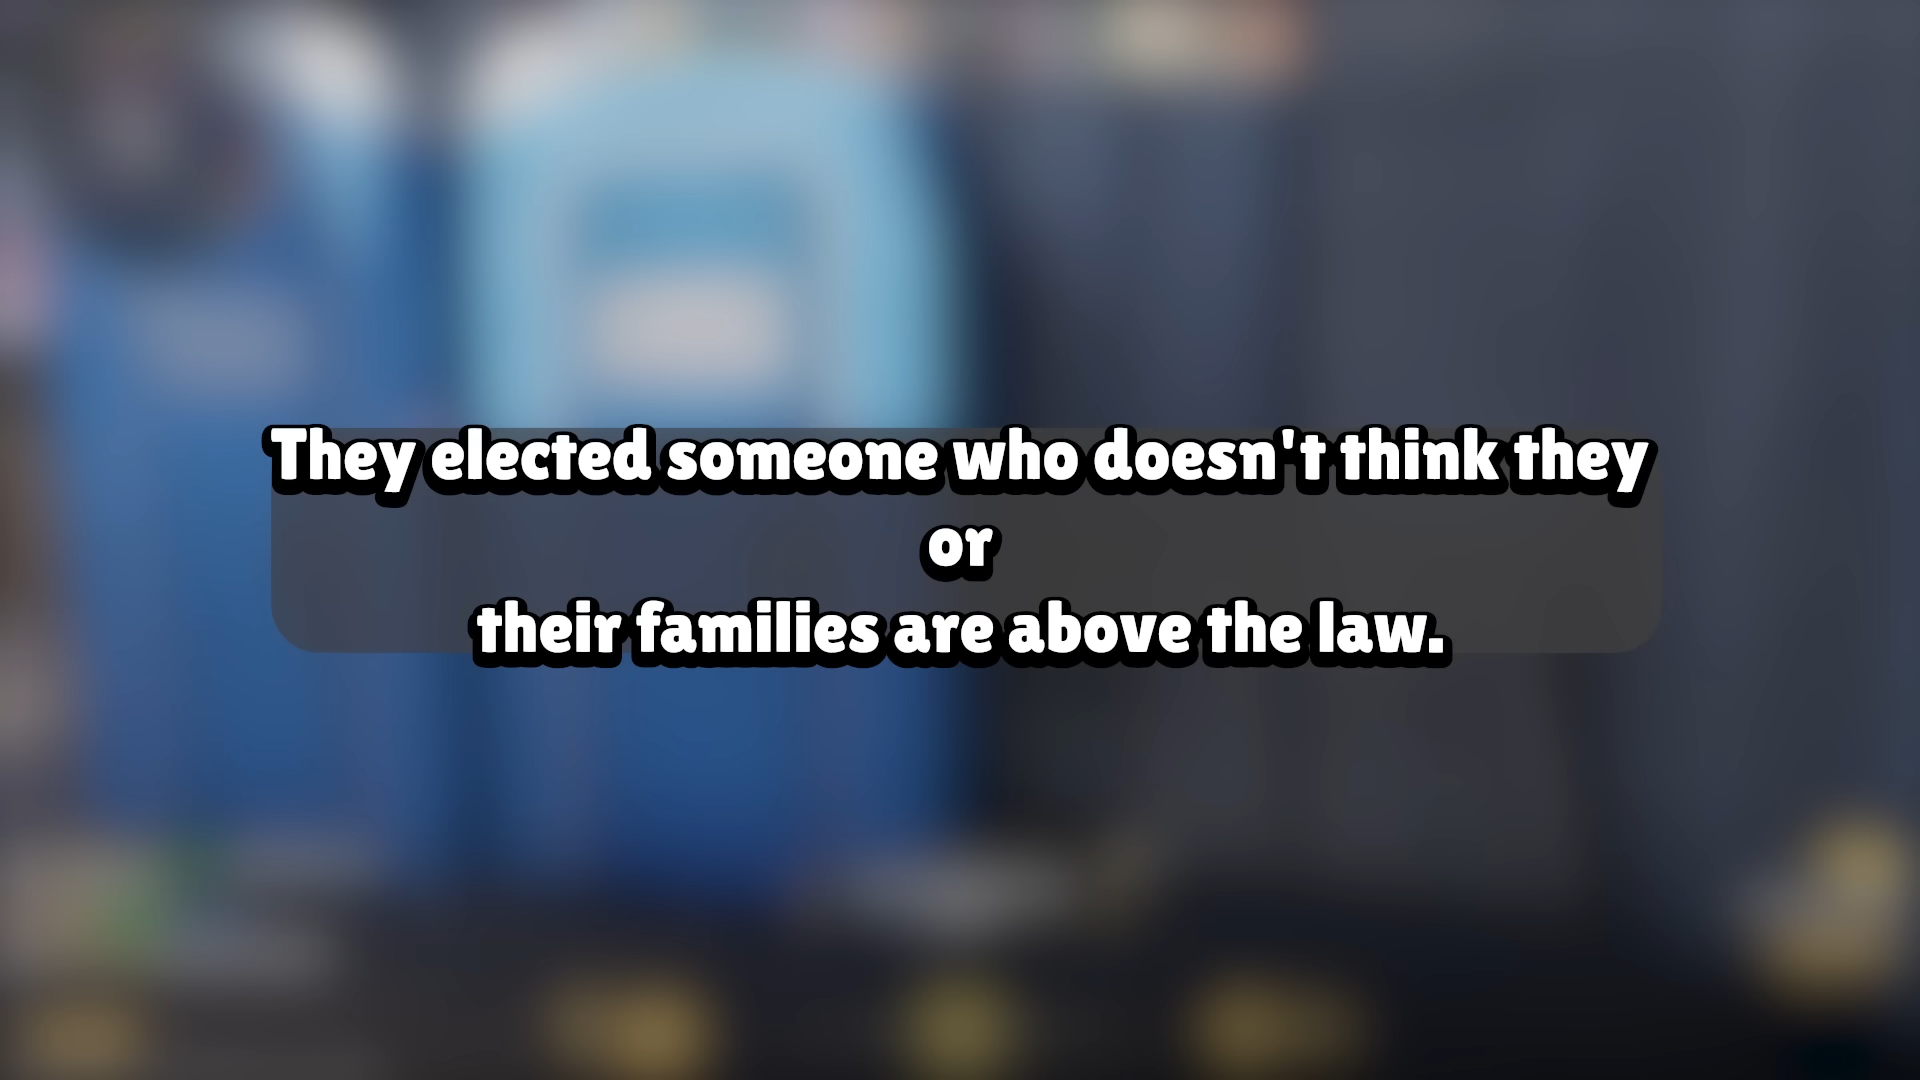 They elected someone who doesn't think they
or
their families are above the law.